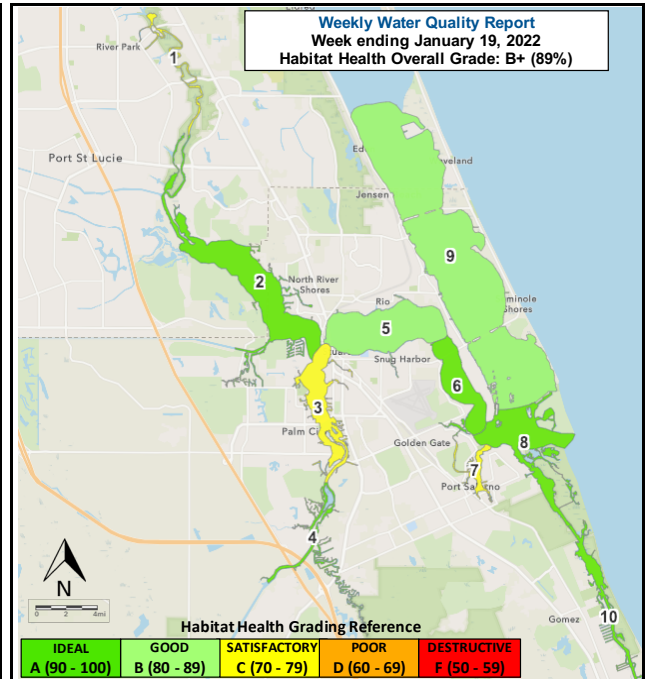 Weekly Water Quality Report
Week ending January 19, 2022
Habitat Health Overall Grade: B+ (89%)
River Park
1
Port St Lucie
Ed
eveland
Jensen
9
2
North River
Shores
Rio
minole
Shores
5
Snug Harbor
6
3
Palm Ci
Golden Gate
8
7
Port Sa rno
4
N
0 2 4mi
Gomez
10
Habitat Health Grading Reference
IDEAL GOOD SATISFACTORY POOR DESTRUCTIVE
A (90 - 100) B (80 - 89) C (70 - 79) D (60 - 69) F (50 - 59)